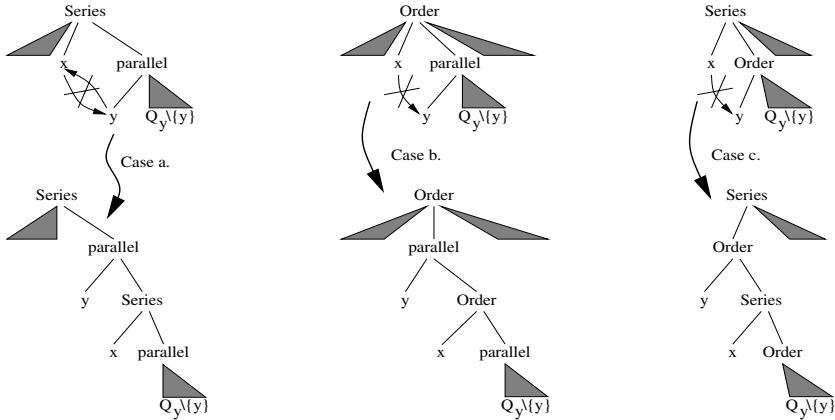 Series Order Series
x parallel x parallel x Order
y Q_y\{y} y Q_y\{y} y Q_y\{y}
Case a. Case b. Case c.
Series Order Series
parallel parallel Order
y Series y Order y Series
x parallel x parallel x Order
Q_y\{y} Q_y\{y} Q_y\{y}